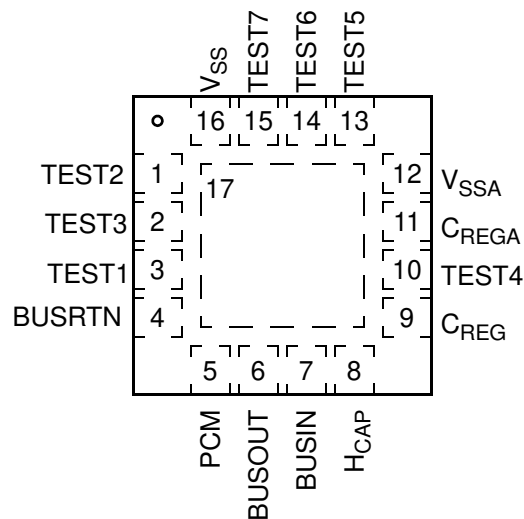 VSS TEST7 TEST6 TEST5
16 15 14 13
TEST2 1 17 12 VSSA
TEST3 2 11 CREGA
TEST1 3 10 TEST4
BUSRTN 4 9 CREG
5 6 7 8
PCM BUSOUT BUSIN HCAP